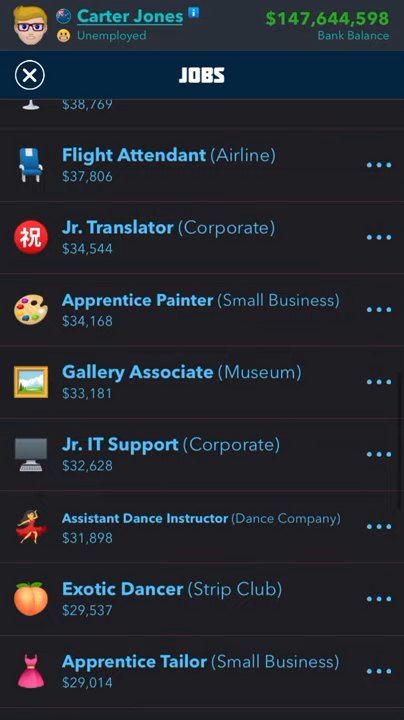 Carter Jones
$147,644,598
Unemployed
Bank Balance
JOBS
$38,769
Flight Attendant (Airline)
$37,806
祝
Jr. Translator (Corporate)
$34,544
Apprentice Painter (Small Business)
$34,168
Gallery Associate (Museum)
$33,181
Jr. IT Support (Corporate)
$32,628
Assistant Dance Instructor (Dance Company)
$31,898
Exotic Dancer (Strip Club)
$29,537
Apprentice Tailor (Small Business)
$29,014